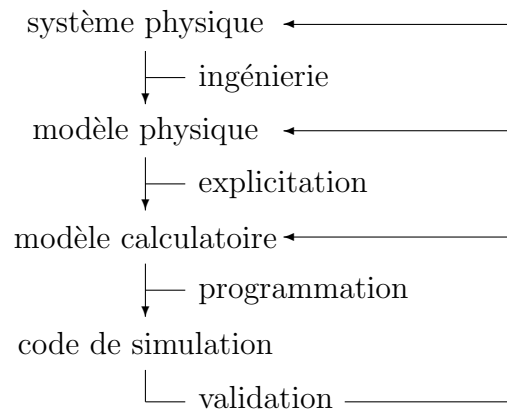 système physique
ingénierie
modèle physique
explicitation
modèle calculatoire
programmation
code de simulation
validation